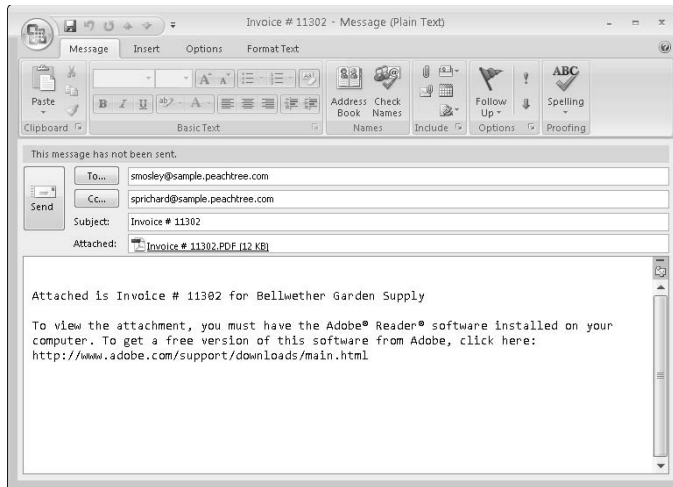 Invoice # 11302 - Message (Plain Text)
Message Insert Options Format Text
Paste
B I U ab A
A A
Address Book
Check Names
Follow Up
ABC
Spelling
Clipboard Basic Text Names Include Options Proofing
This message has not been sent.
Send
To... smosley@sample.peachtree.com
Cc... sprichard@sample.peachtree.com
Subject: Invoice # 11302
Attached: Invoice # 11302.PDF (12 KB)
Attached is Invoice # 11302 for Bellwether Garden Supply
To view the attachment, you must have the Adobe® Reader® software installed on your
computer. To get a free version of this software from Adobe, click here:
http://www.adobe.com/support/downloads/main.html